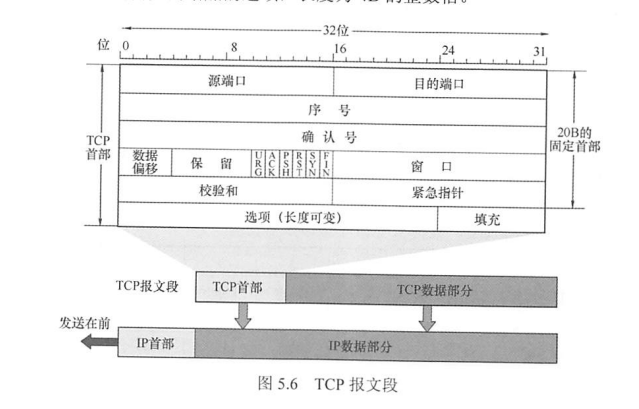 32位
位 0 8 16 24 31
源端口 目的端口
序 号
确 认 号
TCP
首部
20B的
固定首部
数据
偏移
保 留
URG
ACK
PSH
RST
SYN
FIN
窗 口
校验和 紧急指针
选项（长度可变） 填充
TCP报文段 TCP首部 TCP数据部分
发送在前
IP首部 IP数据部分
图 5.6 TCP 报文段